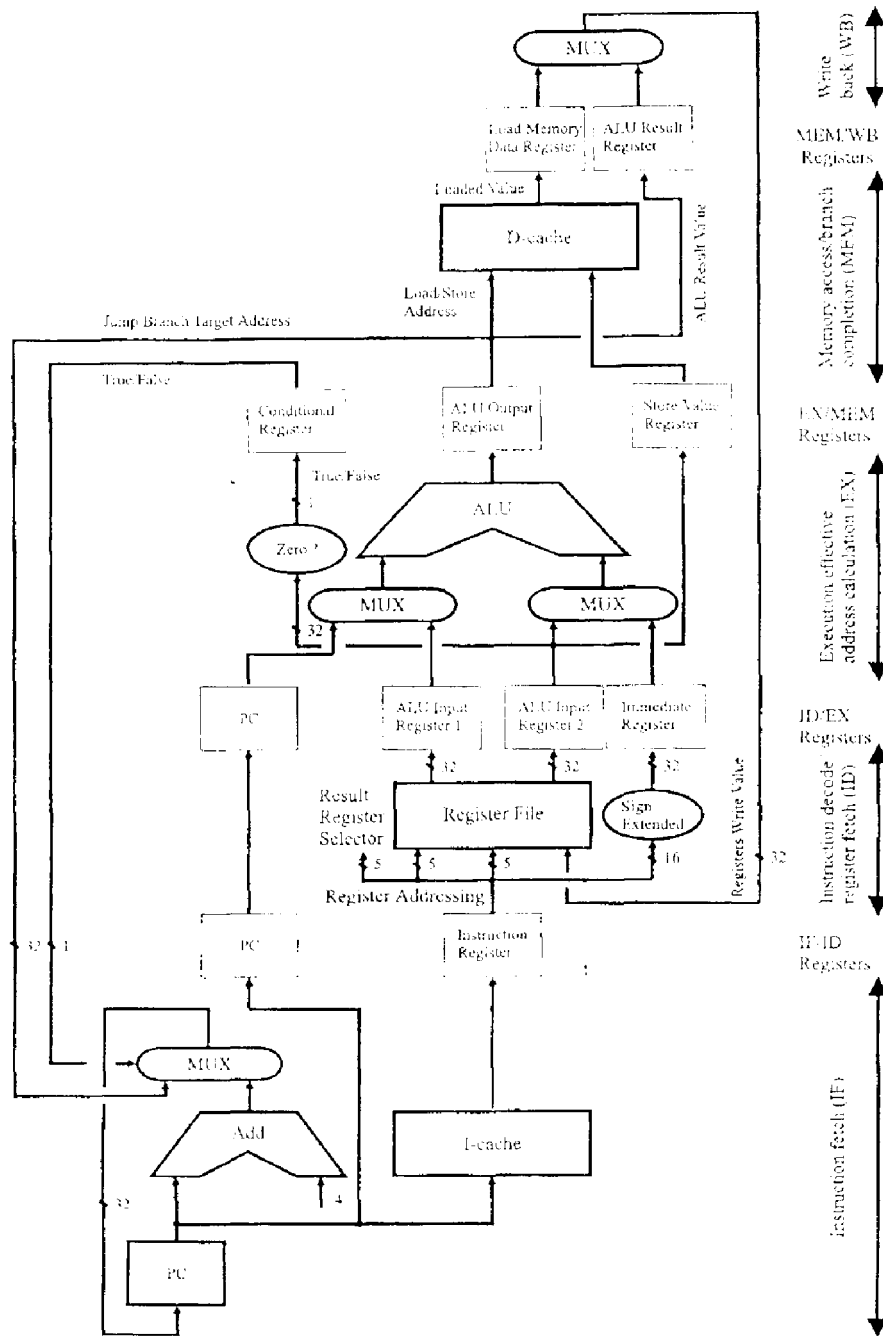 MUX
Write
back (WB)
Load Memory
Data Register
ALU Result
Register
MEM/WB
Registers
Loaded Value
D-cache
ALU Result Value
Memory access/branch
completion (MEM)
Load/Store
Address
Jump Branch Target Address
True/False
Conditional
Register
ALU Output
Register
Store Value
Register
EX/MEM
Registers
True/False
1
ALU
Zero ?
Execution effective
address calculation (EX)
MUX
MUX
32
PC
ALU Input
Register 1
ALU Input
Register 2
Immediate
Register
ID/EX
Registers
32
32
32
Result
Register
Selector
Register File
Sign
Extended
Registers Write Value
Instruction decode
register fetch (ID)
5
5
5
16
32
Register Addressing
PC
Instruction
Register
IF/ID
Registers
32
1
MUX
Add
I-cache
Instruction fetch (IF)
32
4
PC